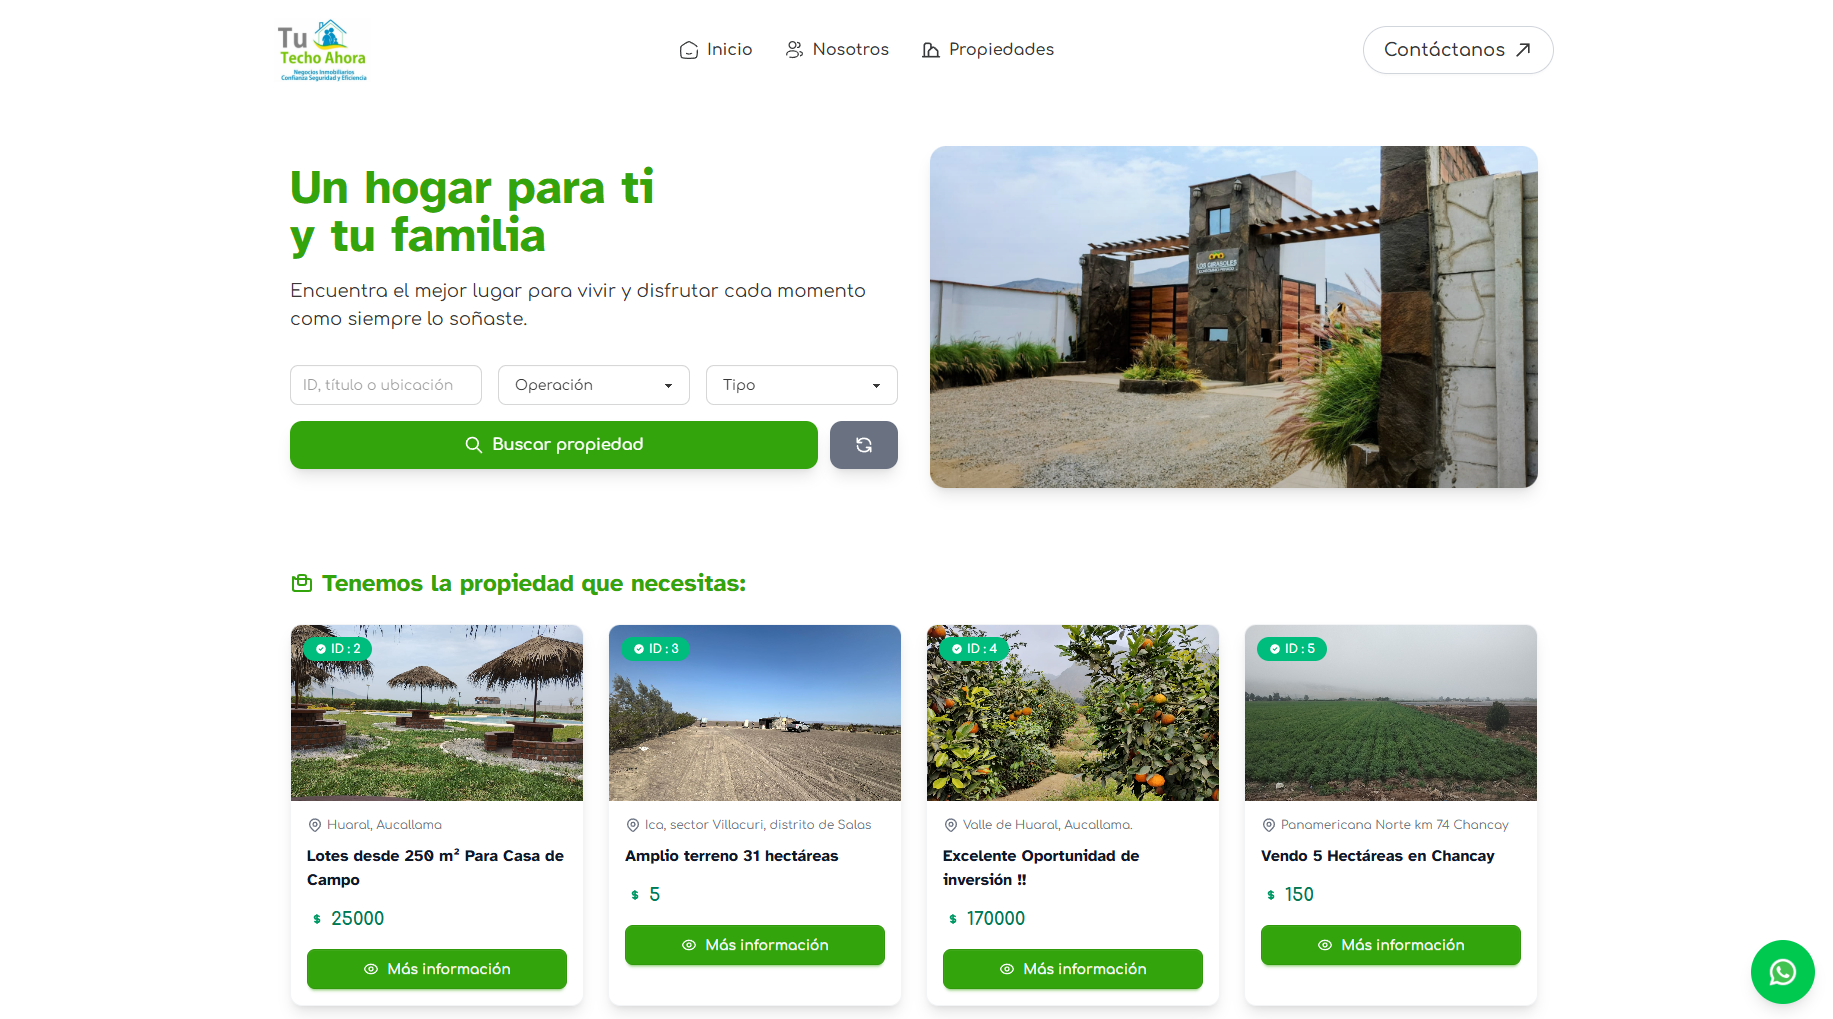 Tu
Techo Ahora
Negocios Inmobiliarios
Confianza Seguridad y Eficiencia
Inicio
Nosotros
Propiedades
Contáctanos
Un hogar para ti
y tu familia
Encuentra el mejor lugar para vivir y disfrutar cada momento
como siempre lo soñaste.
ID, título o ubicación
Operación
Tipo
Buscar propiedad
LOS GIRASOLES
Tenemos la propiedad que necesitas:
ID : 2
Huaral, Aucallama
Lotes desde 250 m² Para Casa de
Campo
$ 25000
Más información
ID : 3
Ica, sector Villacuri, distrito de Salas
Amplio terreno 31 hectáreas
$ 5
Más información
ID : 4
Valle de Huaral, Aucallama.
Excelente Oportunidad de
inversión !!
$ 170000
Más información
ID : 5
Panamericana Norte km 74 Chancay
Vendo 5 Hectáreas en Chancay
$ 150
Más información